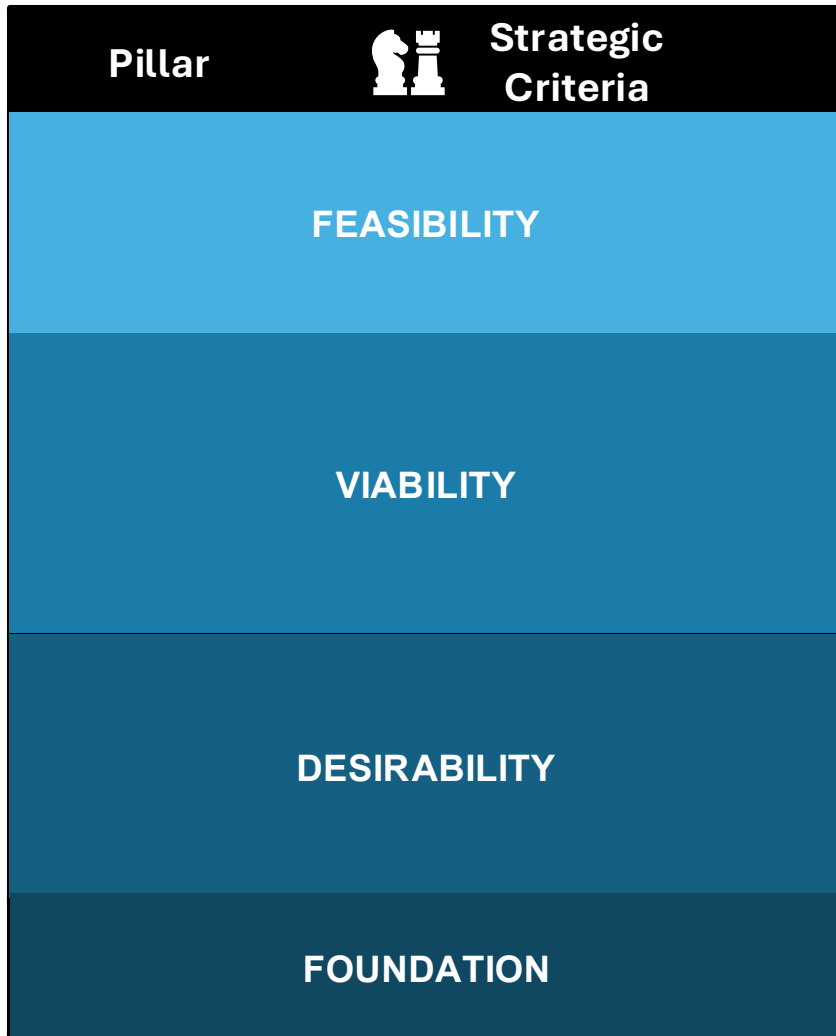 Pillar
Strategic
Criteria
FEASIBILITY
VIABILITY
DESIRABILITY
FOUNDATION